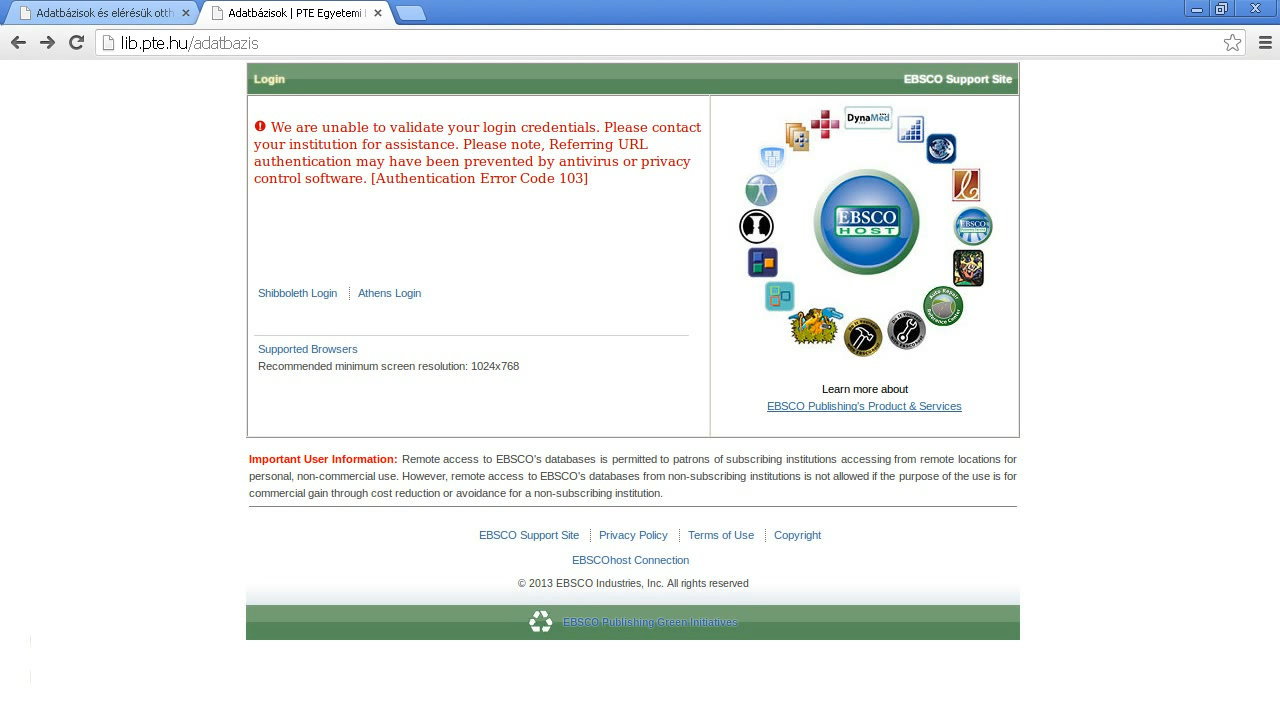 Adatbázisok és elérésük otth
Adatbázisok | PTE Egyetemi
lib.pte.hu/adatbazis
Login
EBSCO Support Site
We are unable to validate your login credentials. Please contact
your institution for assistance. Please note, Referring URL
authentication may have been prevented by antivirus or privacy
control software. [Authentication Error Code 103]
DynaMed
EBSCO
HOST
EBSCO
Auto Repair
Reference Center
Shibboleth Login
Athens Login
Supported Browsers
Recommended minimum screen resolution: 1024x768
Learn more about
EBSCO Publishing's Product & Services
Important User Information: Remote access to EBSCO's databases is permitted to patrons of subscribing institutions accessing from remote locations for
personal, non-commercial use. However, remote access to EBSCO's databases from non-subscribing institutions is not allowed if the purpose of the use is for
commercial gain through cost reduction or avoidance for a non-subscribing institution.
EBSCO Support Site
Privacy Policy
Terms of Use
Copyright
EBSCOhost Connection
© 2013 EBSCO Industries, Inc. All rights reserved
EBSCO Publishing Green Initiatives